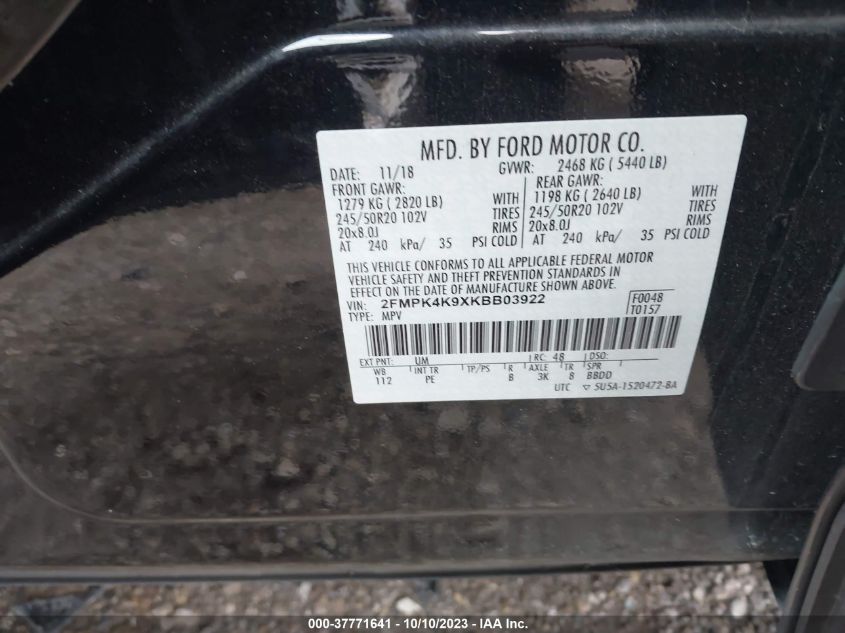 MFD. BY FORD MOTOR CO.
DATE: 11/18 GVWR: 2468 KG ( 5440 LB)
FRONT GAWR: REAR GAWR:
1279 KG ( 2820 LB) WITH 1198 KG ( 2640 LB) WITH
245/50R20 102V TIRES 245/50R20 102V TIRES
20x8.0J RIMS 20x8.0J RIMS
AT 240 kPa/ 35 PSI COLD AT 240 kPa/ 35 PSI COLD
THIS VEHICLE CONFORMS TO ALL APPLICABLE FEDERAL MOTOR
VEHICLE SAFETY AND THEFT PREVENTION STANDARDS IN
EFFECT ON THE DATE OF MANUFACTURE SHOWN ABOVE.
VIN: 2FMPK4K9XKBB03922 F0048
TYPE: MPV T0157
EXT PNT: UM RC: 48 DSO:
WB INT TR TP/PS R AXLE TR SPR
112 PE B 3K 8 BBDD
UTC ▽ 5U5A-1520472-BA
000-37771641 - 10/10/2023 - IAAI.com